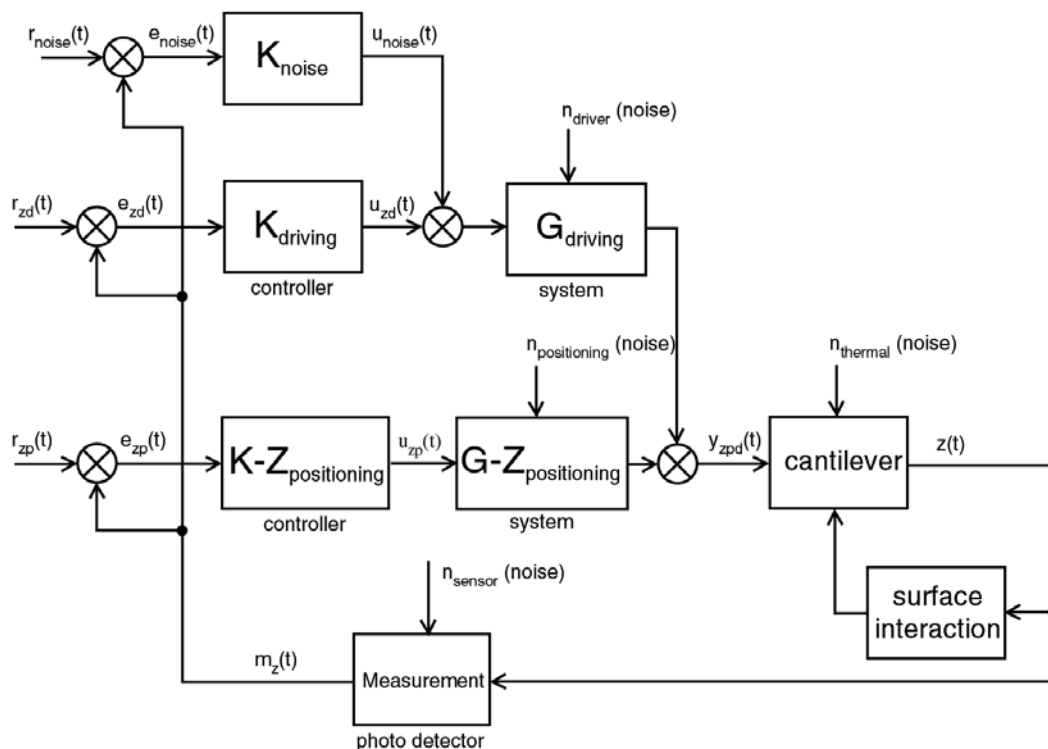 r_noise(t)
e_noise(t)
K_noise
u_noise(t)
n_driver (noise)
r_zd(t)
e_zd(t)
K_driving
u_zd(t)
G_driving
controller
system
n_positioning (noise)
n_thermal (noise)
r_zp(t)
e_zp(t)
K-Z_positioning
u_zp(t)
G-Z_positioning
y_zpd(t)
cantilever
z(t)
controller
system
n_sensor (noise)
surface
interaction
m_z(t)
Measurement
photo detector